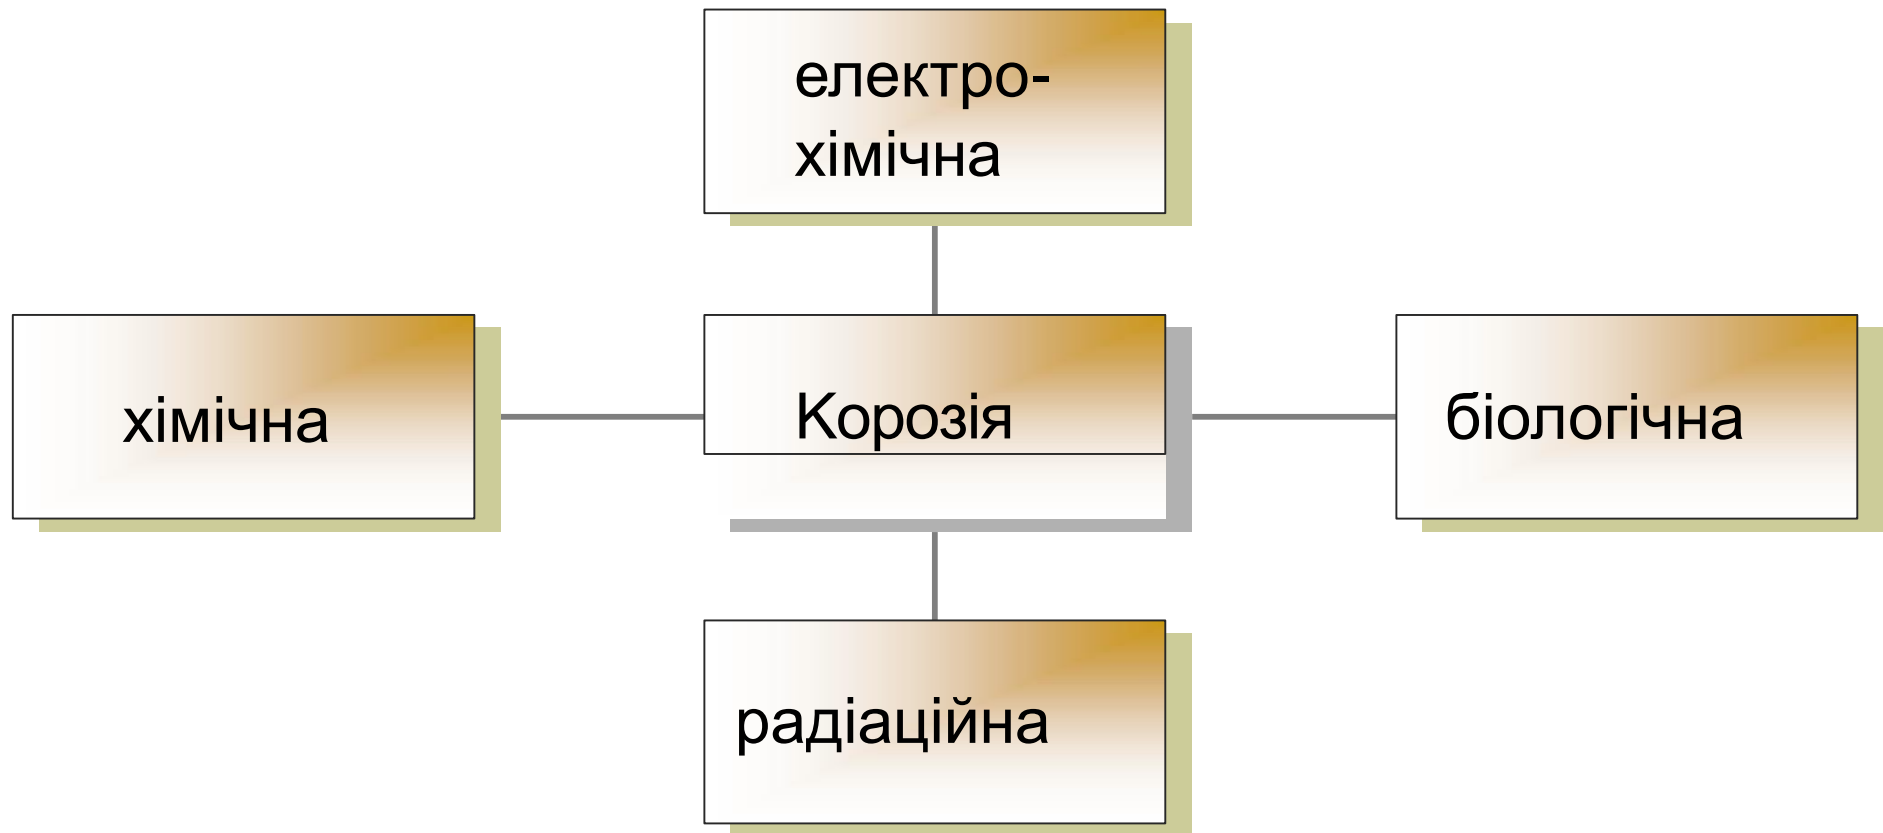 електро-
хімічна
хімічна
Корозія
біологічна
радіаційна